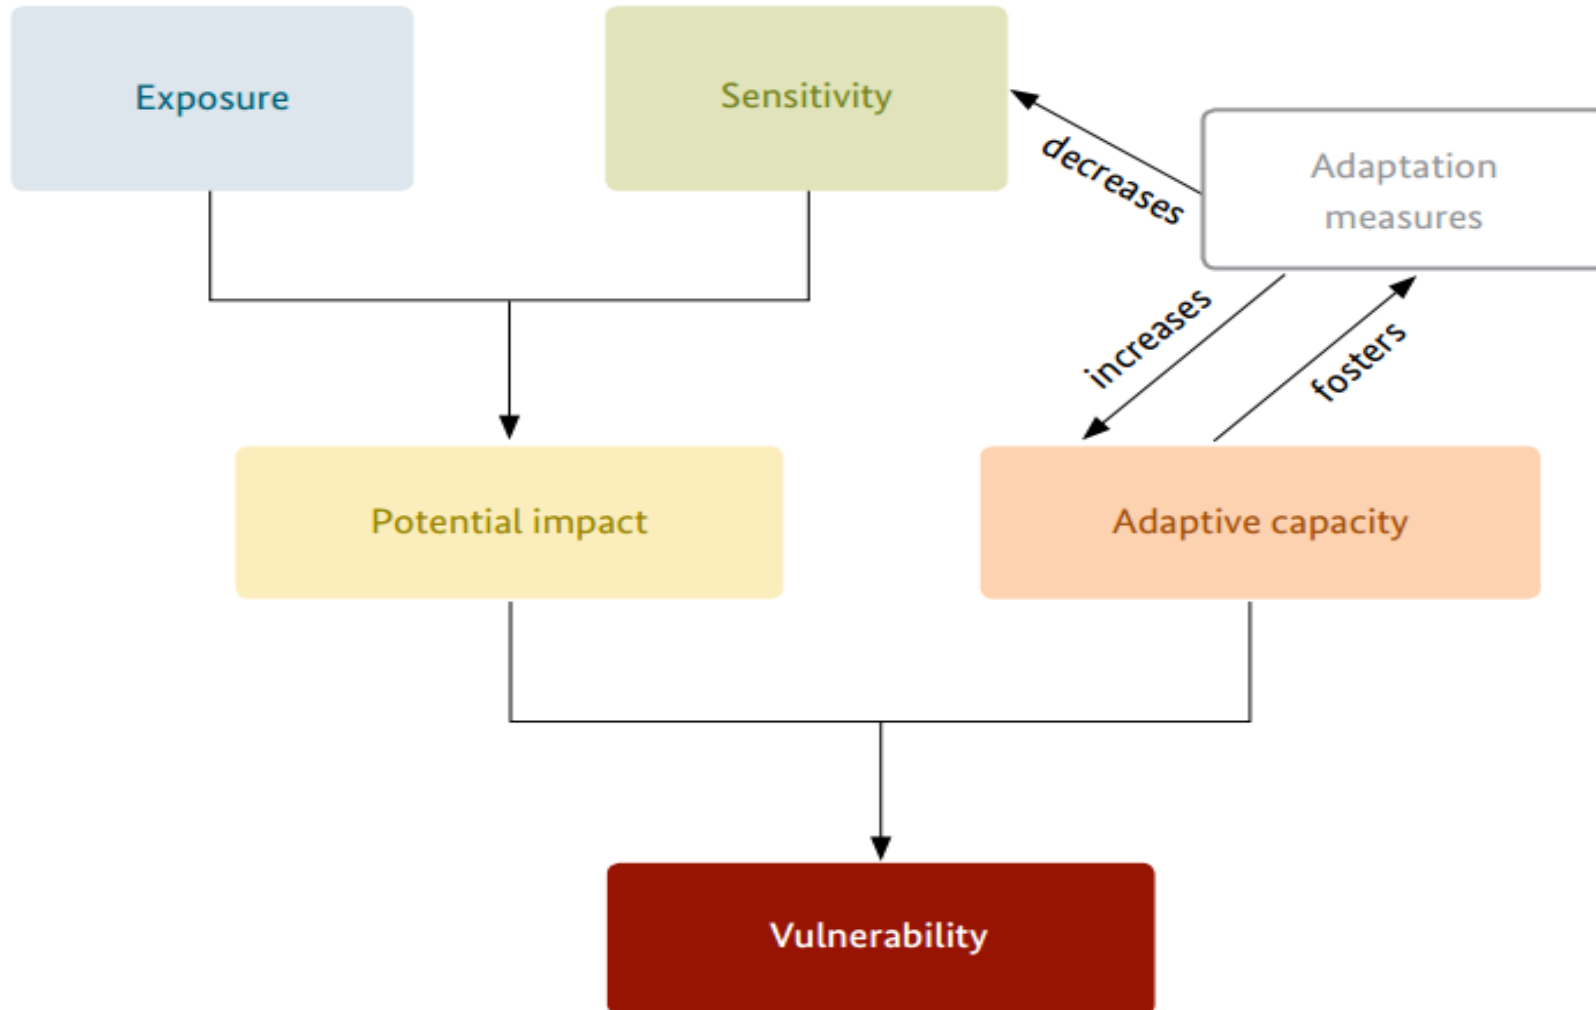 Exposure
Sensitivity
decreases
Adaptation
measures
increases
fosters
Potential impact
Adaptive capacity
Vulnerability